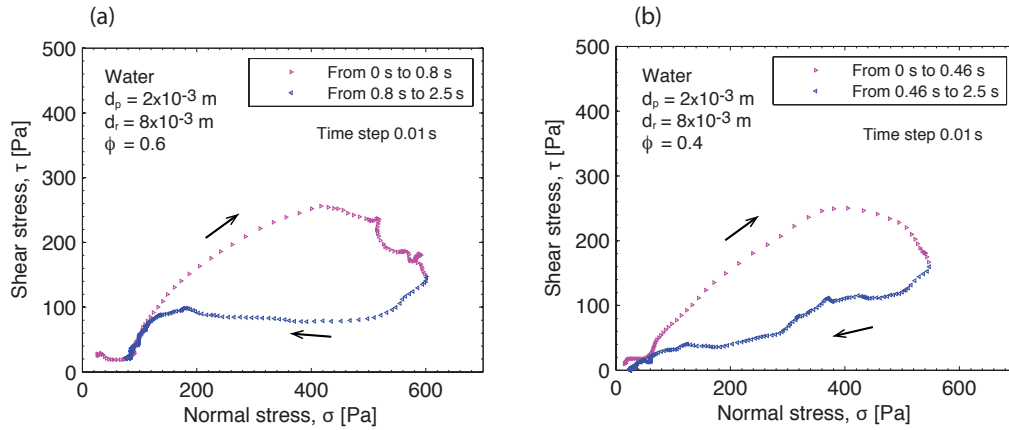 (a)
500
400
300
200
100
0
Shear stress, τ [Pa]
Water
d_p = 2x10⁻³ m
d_r = 8x10⁻³ m
ϕ = 0.6
From 0 s to 0.8 s
From 0.8 s to 2.5 s
Time step 0.01 s
0 200 400 600
Normal stress, σ [Pa]
(b)
500
400
300
200
100
0
Shear stress, τ [Pa]
Water
d_p = 2x10⁻³ m
d_r = 8x10⁻³ m
ϕ = 0.4
From 0 s to 0.46 s
From 0.46 s to 2.5 s
Time step 0.01 s
0 200 400 600
Normal stress, σ [Pa]